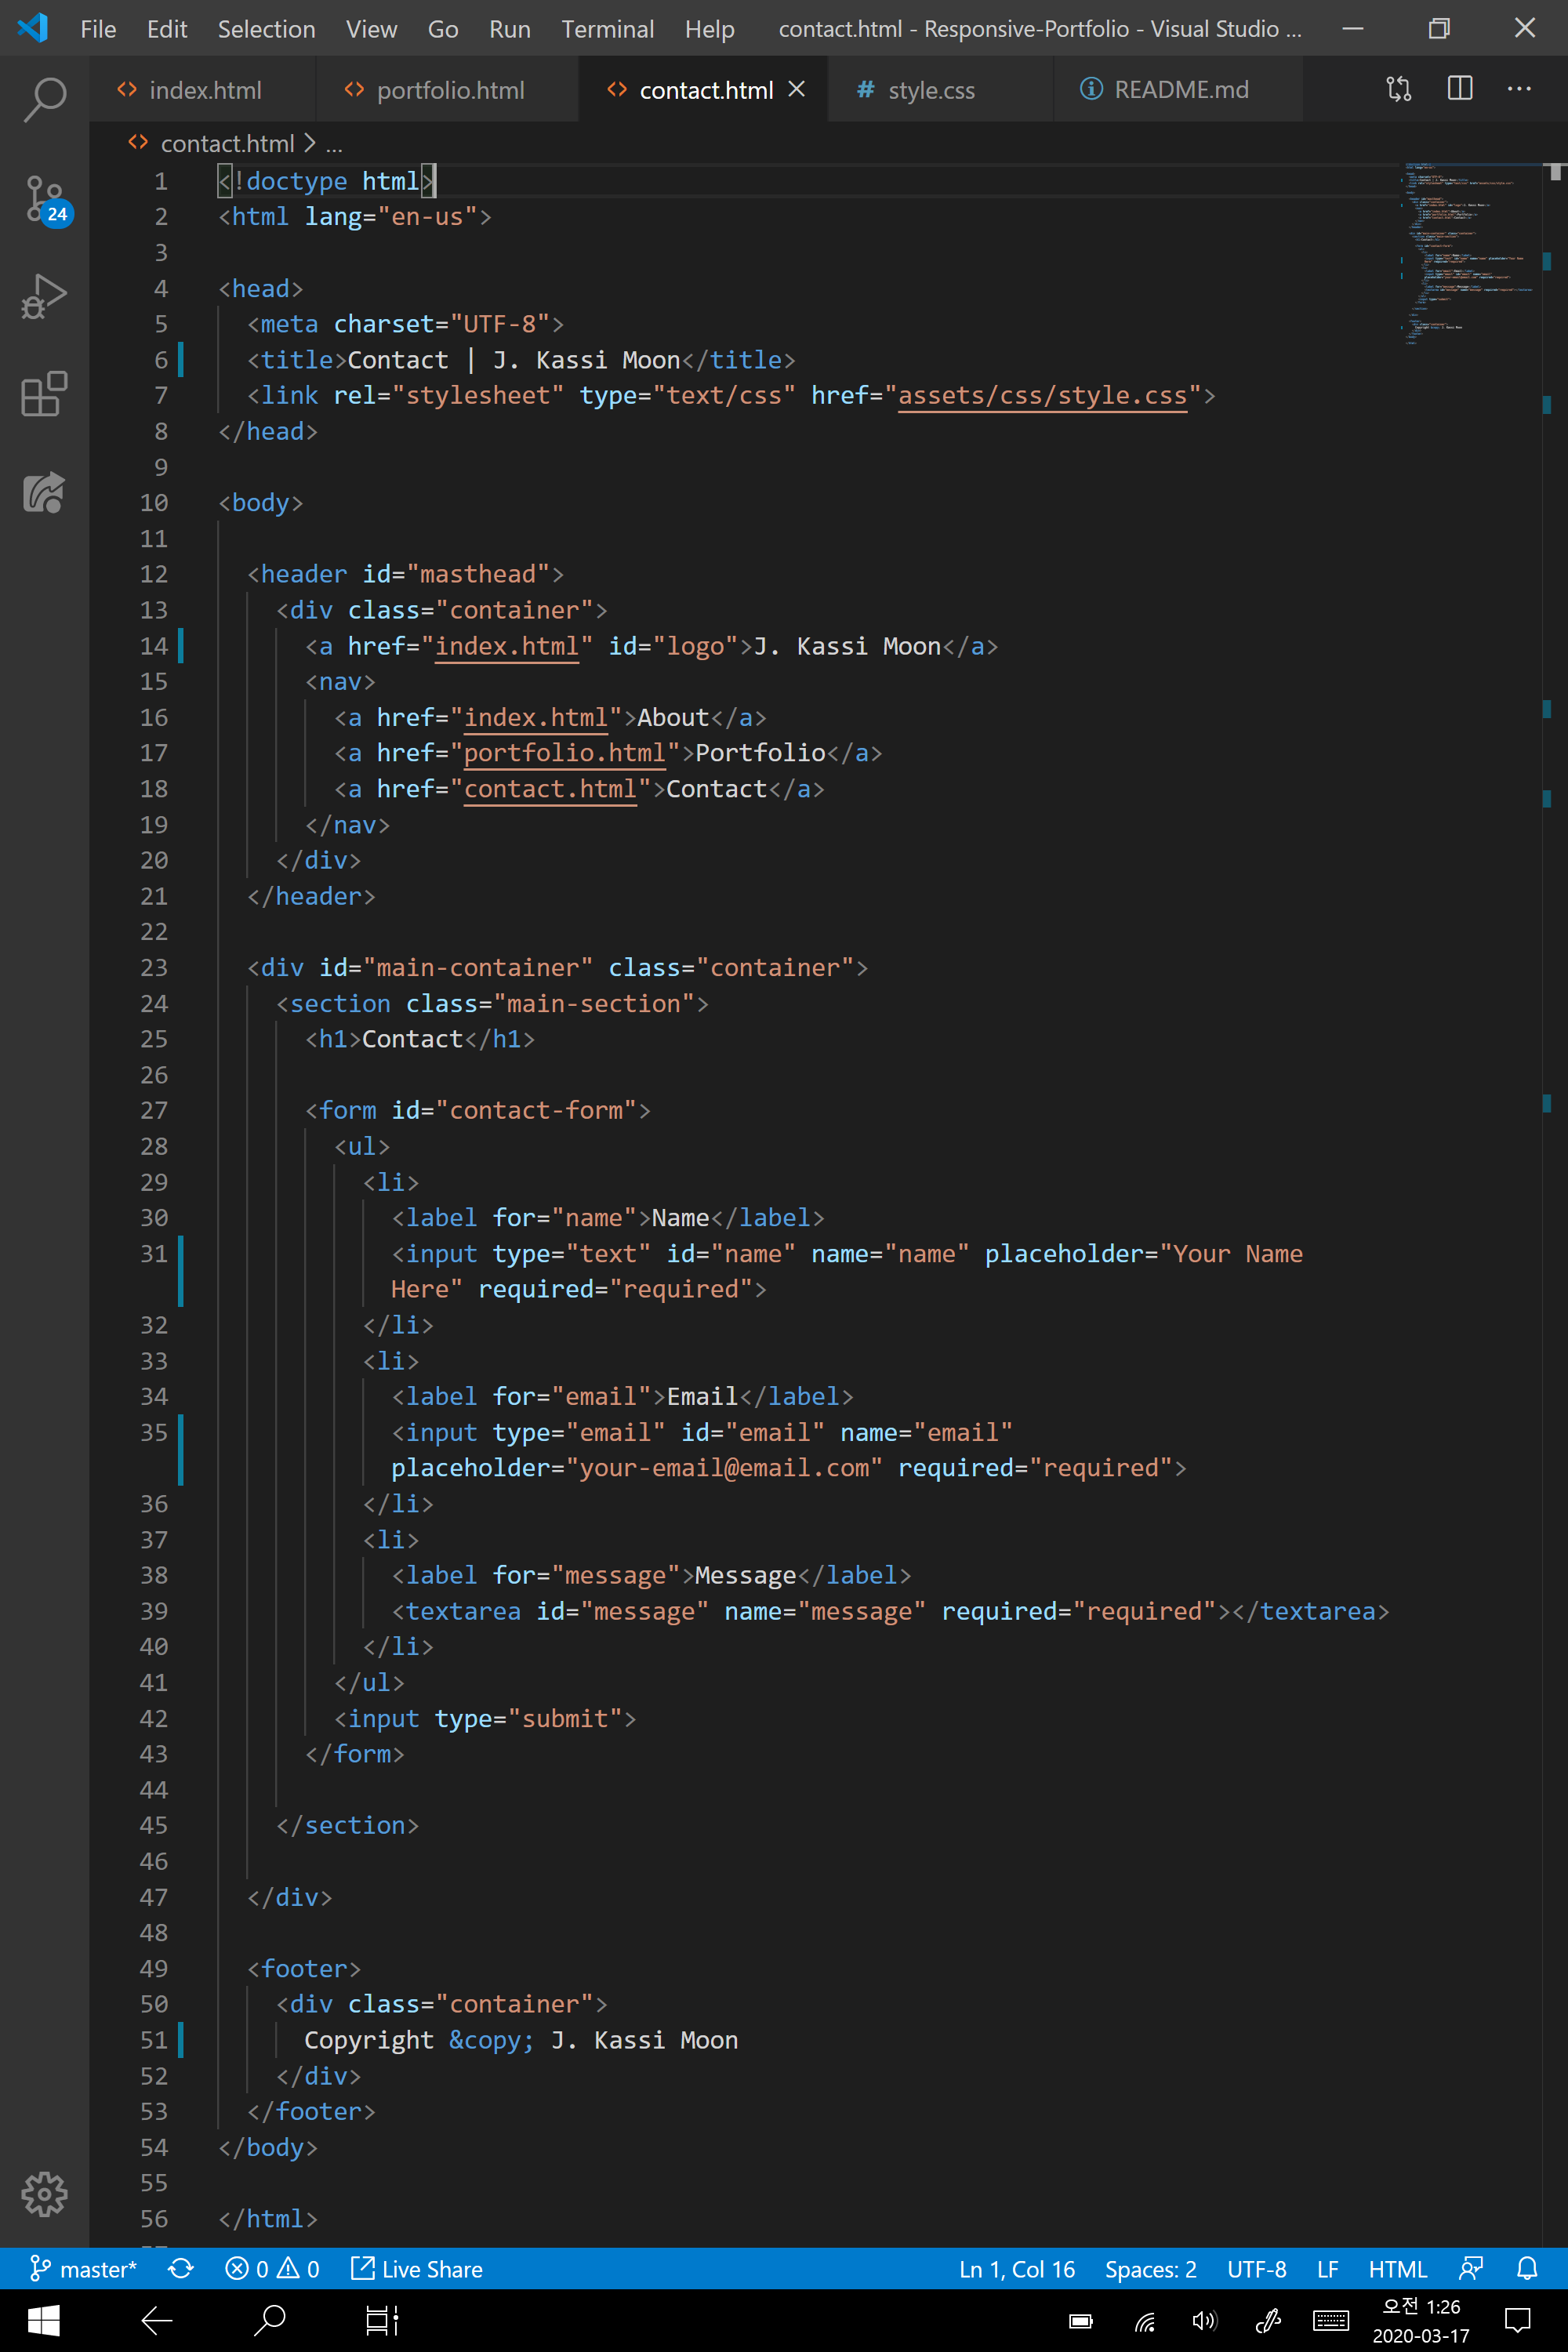 File Edit Selection View Go Run Terminal Help contact.html - Responsive-Portfolio - Visual Studio ...
index.html portfolio.html contact.html # style.css README.md
contact.html > ...
24
1 <!doctype html>
2 <html lang="en-us">
3
4 <head>
5 <meta charset="UTF-8">
6 <title>Contact | J. Kassi Moon</title>
7 <link rel="stylesheet" type="text/css" href="assets/css/style.css">
8 </head>
9
10 <body>
11
12 <header id="masthead">
13 <div class="container">
14 <a href="index.html" id="logo">J. Kassi Moon</a>
15 <nav>
16 <a href="index.html">About</a>
17 <a href="portfolio.html">Portfolio</a>
18 <a href="contact.html">Contact</a>
19 </nav>
20 </div>
21 </header>
22
23 <div id="main-container" class="container">
24 <section class="main-section">
25 <h1>Contact</h1>
26
27 <form id="contact-form">
28 <ul>
29 <li>
30 <label for="name">Name</label>
31 <input type="text" id="name" name="name" placeholder="Your Name
Here" required="required">
32 </li>
33 <li>
34 <label for="email">Email</label>
35 <input type="email" id="email" name="email"
placeholder="your-email@email.com" required="required">
36 </li>
37 <li>
38 <label for="message">Message</label>
39 <textarea id="message" name="message" required="required"></textarea>
40 </li>
41 </ul>
42 <input type="submit">
43 </form>
44
45 </section>
46
47 </div>
48
49 <footer>
50 <div class="container">
51 Copyright &copy; J. Kassi Moon
52 </div>
53 </footer>
54 </body>
55
56 </html>
master* 0 0 Live Share Ln 1, Col 16 Spaces: 2 UTF-8 LF HTML
오전 1:26
2020-03-17